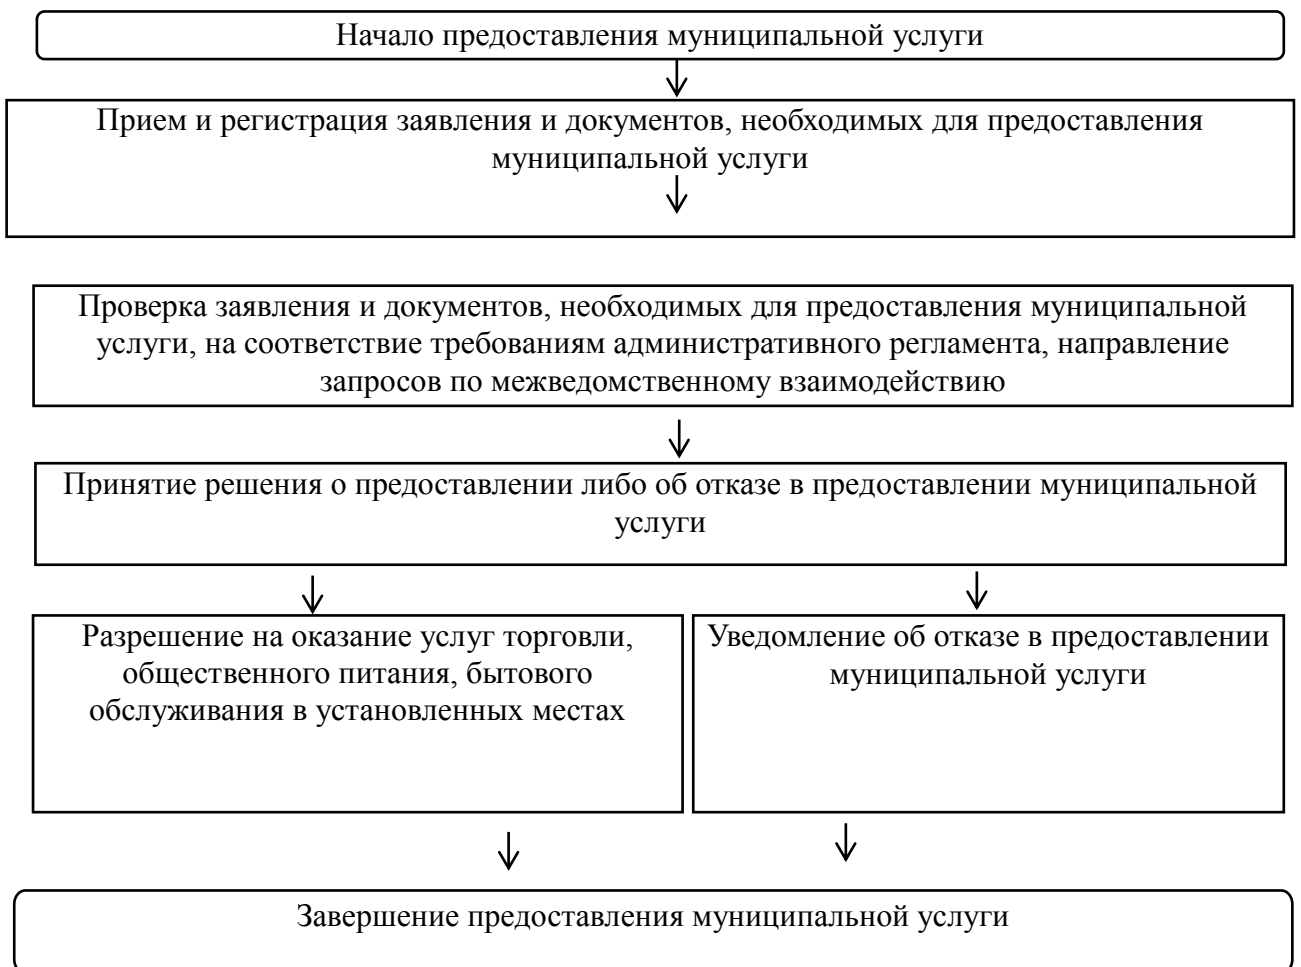 Начало предоставления муниципальной услуги
Прием и регистрация заявления и документов, необходимых для предоставления
муниципальной услуги
Проверка заявления и документов, необходимых для предоставления муниципальной
услуги, на соответствие требованиям административного регламента, направление
запросов по межведомственному взаимодействию
Принятие решения о предоставлении либо об отказе в предоставлении муниципальной
услуги
Разрешение на оказание услуг торговли,
общественного питания, бытового
обслуживания в установленных местах
Уведомление об отказе в предоставлении
муниципальной услуги
Завершение предоставления муниципальной услуги